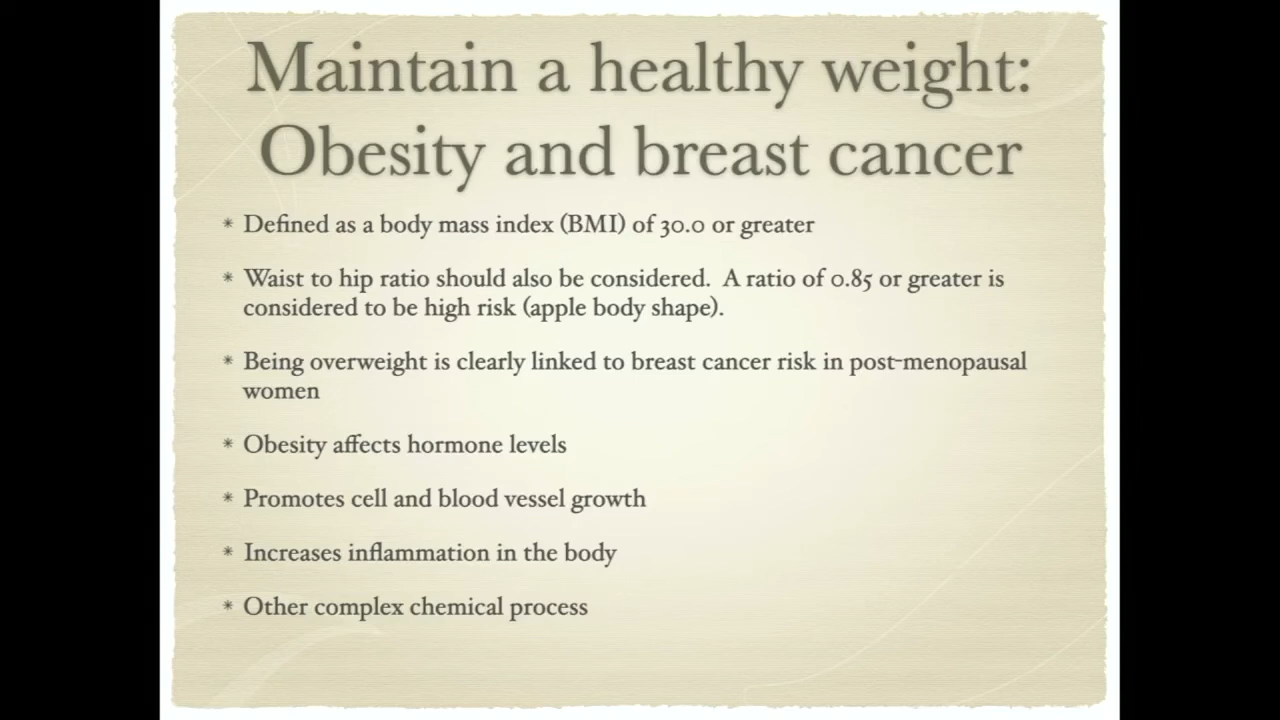 Maintain a healthy weight:
Obesity and breast cancer
* Defined as a body mass index (BMI) of 30.0 or greater
* Waist to hip ratio should also be considered.  A ratio of 0.85 or greater is
considered to be high risk (apple body shape).
* Being overweight is clearly linked to breast cancer risk in post-menopausal
women
* Obesity affects hormone levels
* Promotes cell and blood vessel growth
* Increases inflammation in the body
* Other complex chemical process